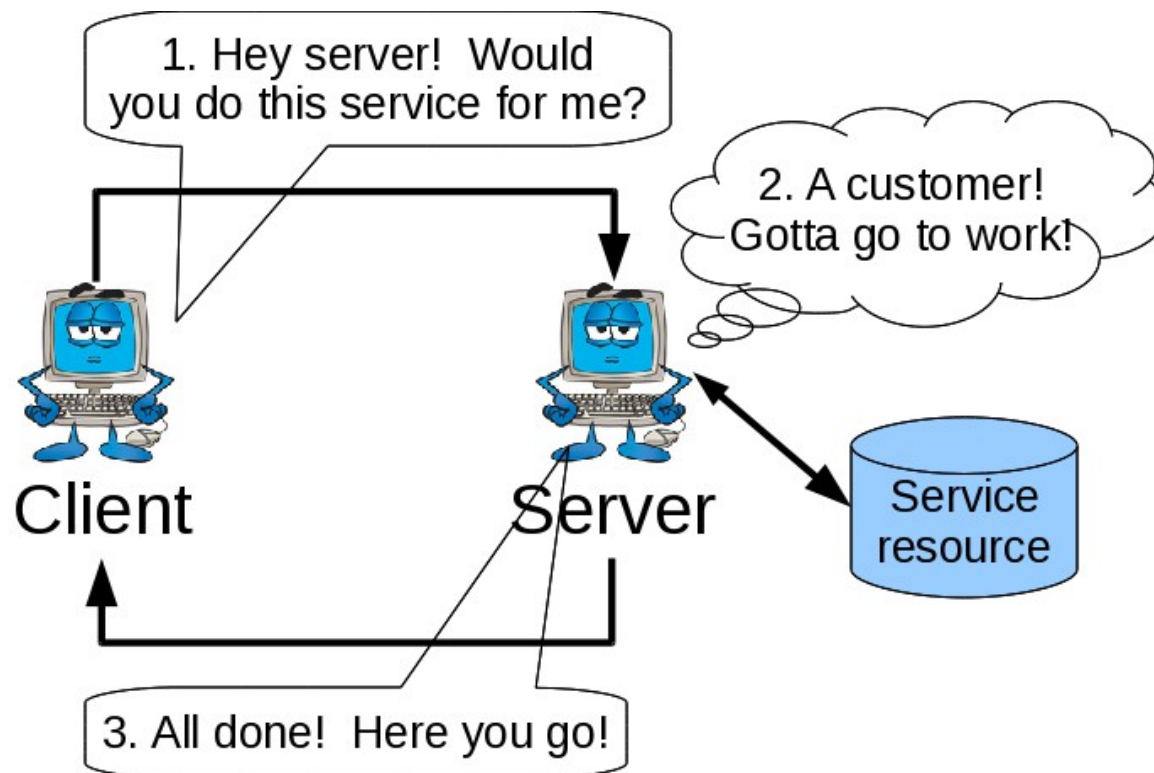 1. Hey server!  Would
you do this service for me?
2. A customer!
Gotta go to work!
Client
Server
Service
resource
3. All done!  Here you go!